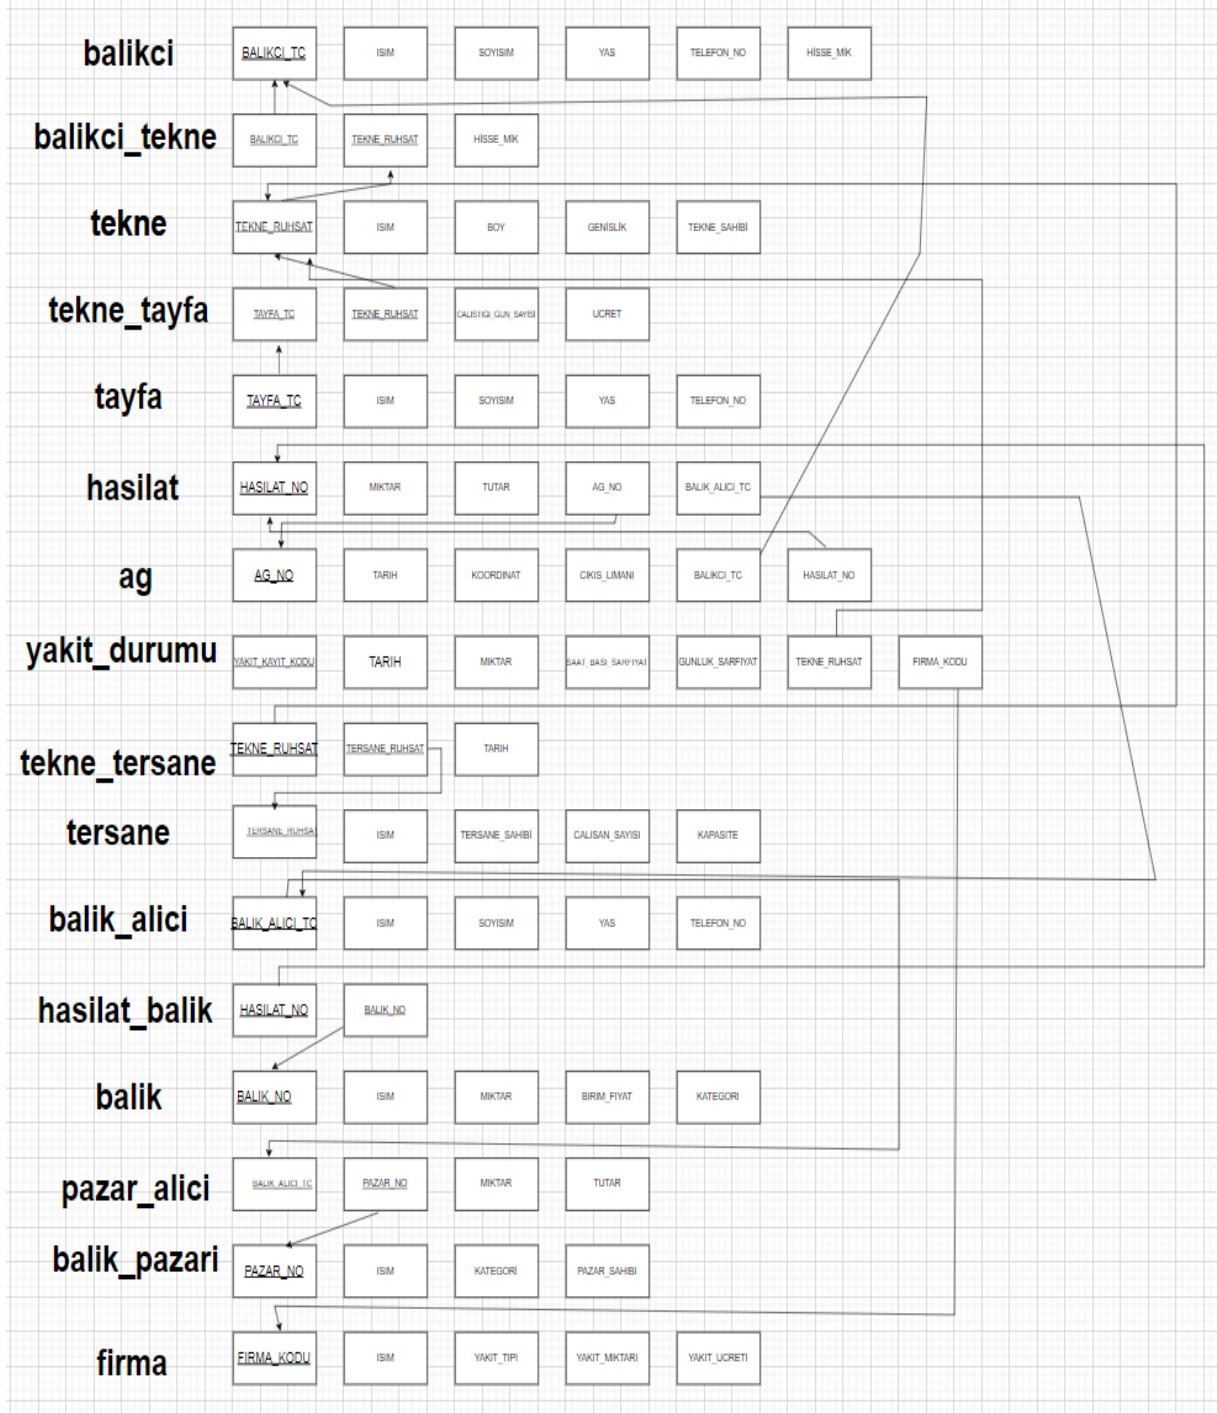 balikci BALIKCI_TC ISIM SOYISIM YAS TELEFON_NO HİSSE_MİK
balikci_tekne BALIKCI_TC TEKNE_RUHSAT HİSSE_MİK
tekne TEKNE_RUHSAT ISIM BOY GENİSLİK TEKNE_SAHİBİ
tekne_tayfa TAYFA_TC TEKNE_RUHSAT CALISTIGI_GUN_SAYİSİ UCRET
tayfa TAYFA_TC ISIM SOYISIM YAS TELEFON_NO
hasilat HASILAT_NO MIKTAR TUTAR AG_NO BALIK_ALICI_TC
ag AG_NO TARIH KOORDINAT CIKIS_LIMANI BALIKCI_TC HASILAT_NO
yakit_durumu YAKIT_KAYIT_KODU TARIH MIKTAR SAAT_BASI_SARFIYAT GUNLUK_SARFIYAT TEKNE_RUHSAT FIRMA_KODU
tekne_tersane TEKNE_RUHSAT TERSANE_RUHSAT TARIH
tersane TERSANE_RUHSAT ISIM TERSANE_SAHİBİ CALISAN_SAYISI KAPASITE
balik_alici BALIK_ALICI_TC ISIM SOYISIM YAS TELEFON_NO
hasilat_balik HASILAT_NO BALIK_NO
balik BALIK_NO ISIM MIKTAR BIRIM_FIYAT KATEGORI
pazar_alici BALIK_ALICI_TC PAZAR_NO MIKTAR TUTAR
balik_pazari PAZAR_NO ISIM KATEGORİ PAZAR_SAHIBI
firma FIRMA_KODU ISIM YAKIT_TIPI YAKIT_MIKTARI YAKIT_UCRETI